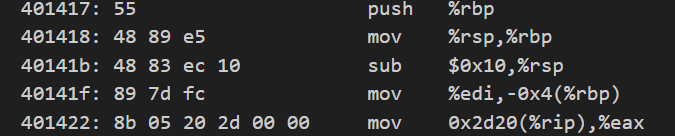 401417: 55 push %rbp
401418: 48 89 e5 mov %rsp,%rbp
40141b: 48 83 ec 10 sub $0x10,%rsp
40141f: 89 7d fc mov %edi,-0x4(%rbp)
401422: 8b 05 20 2d 00 00 mov 0x2d20(%rip),%eax